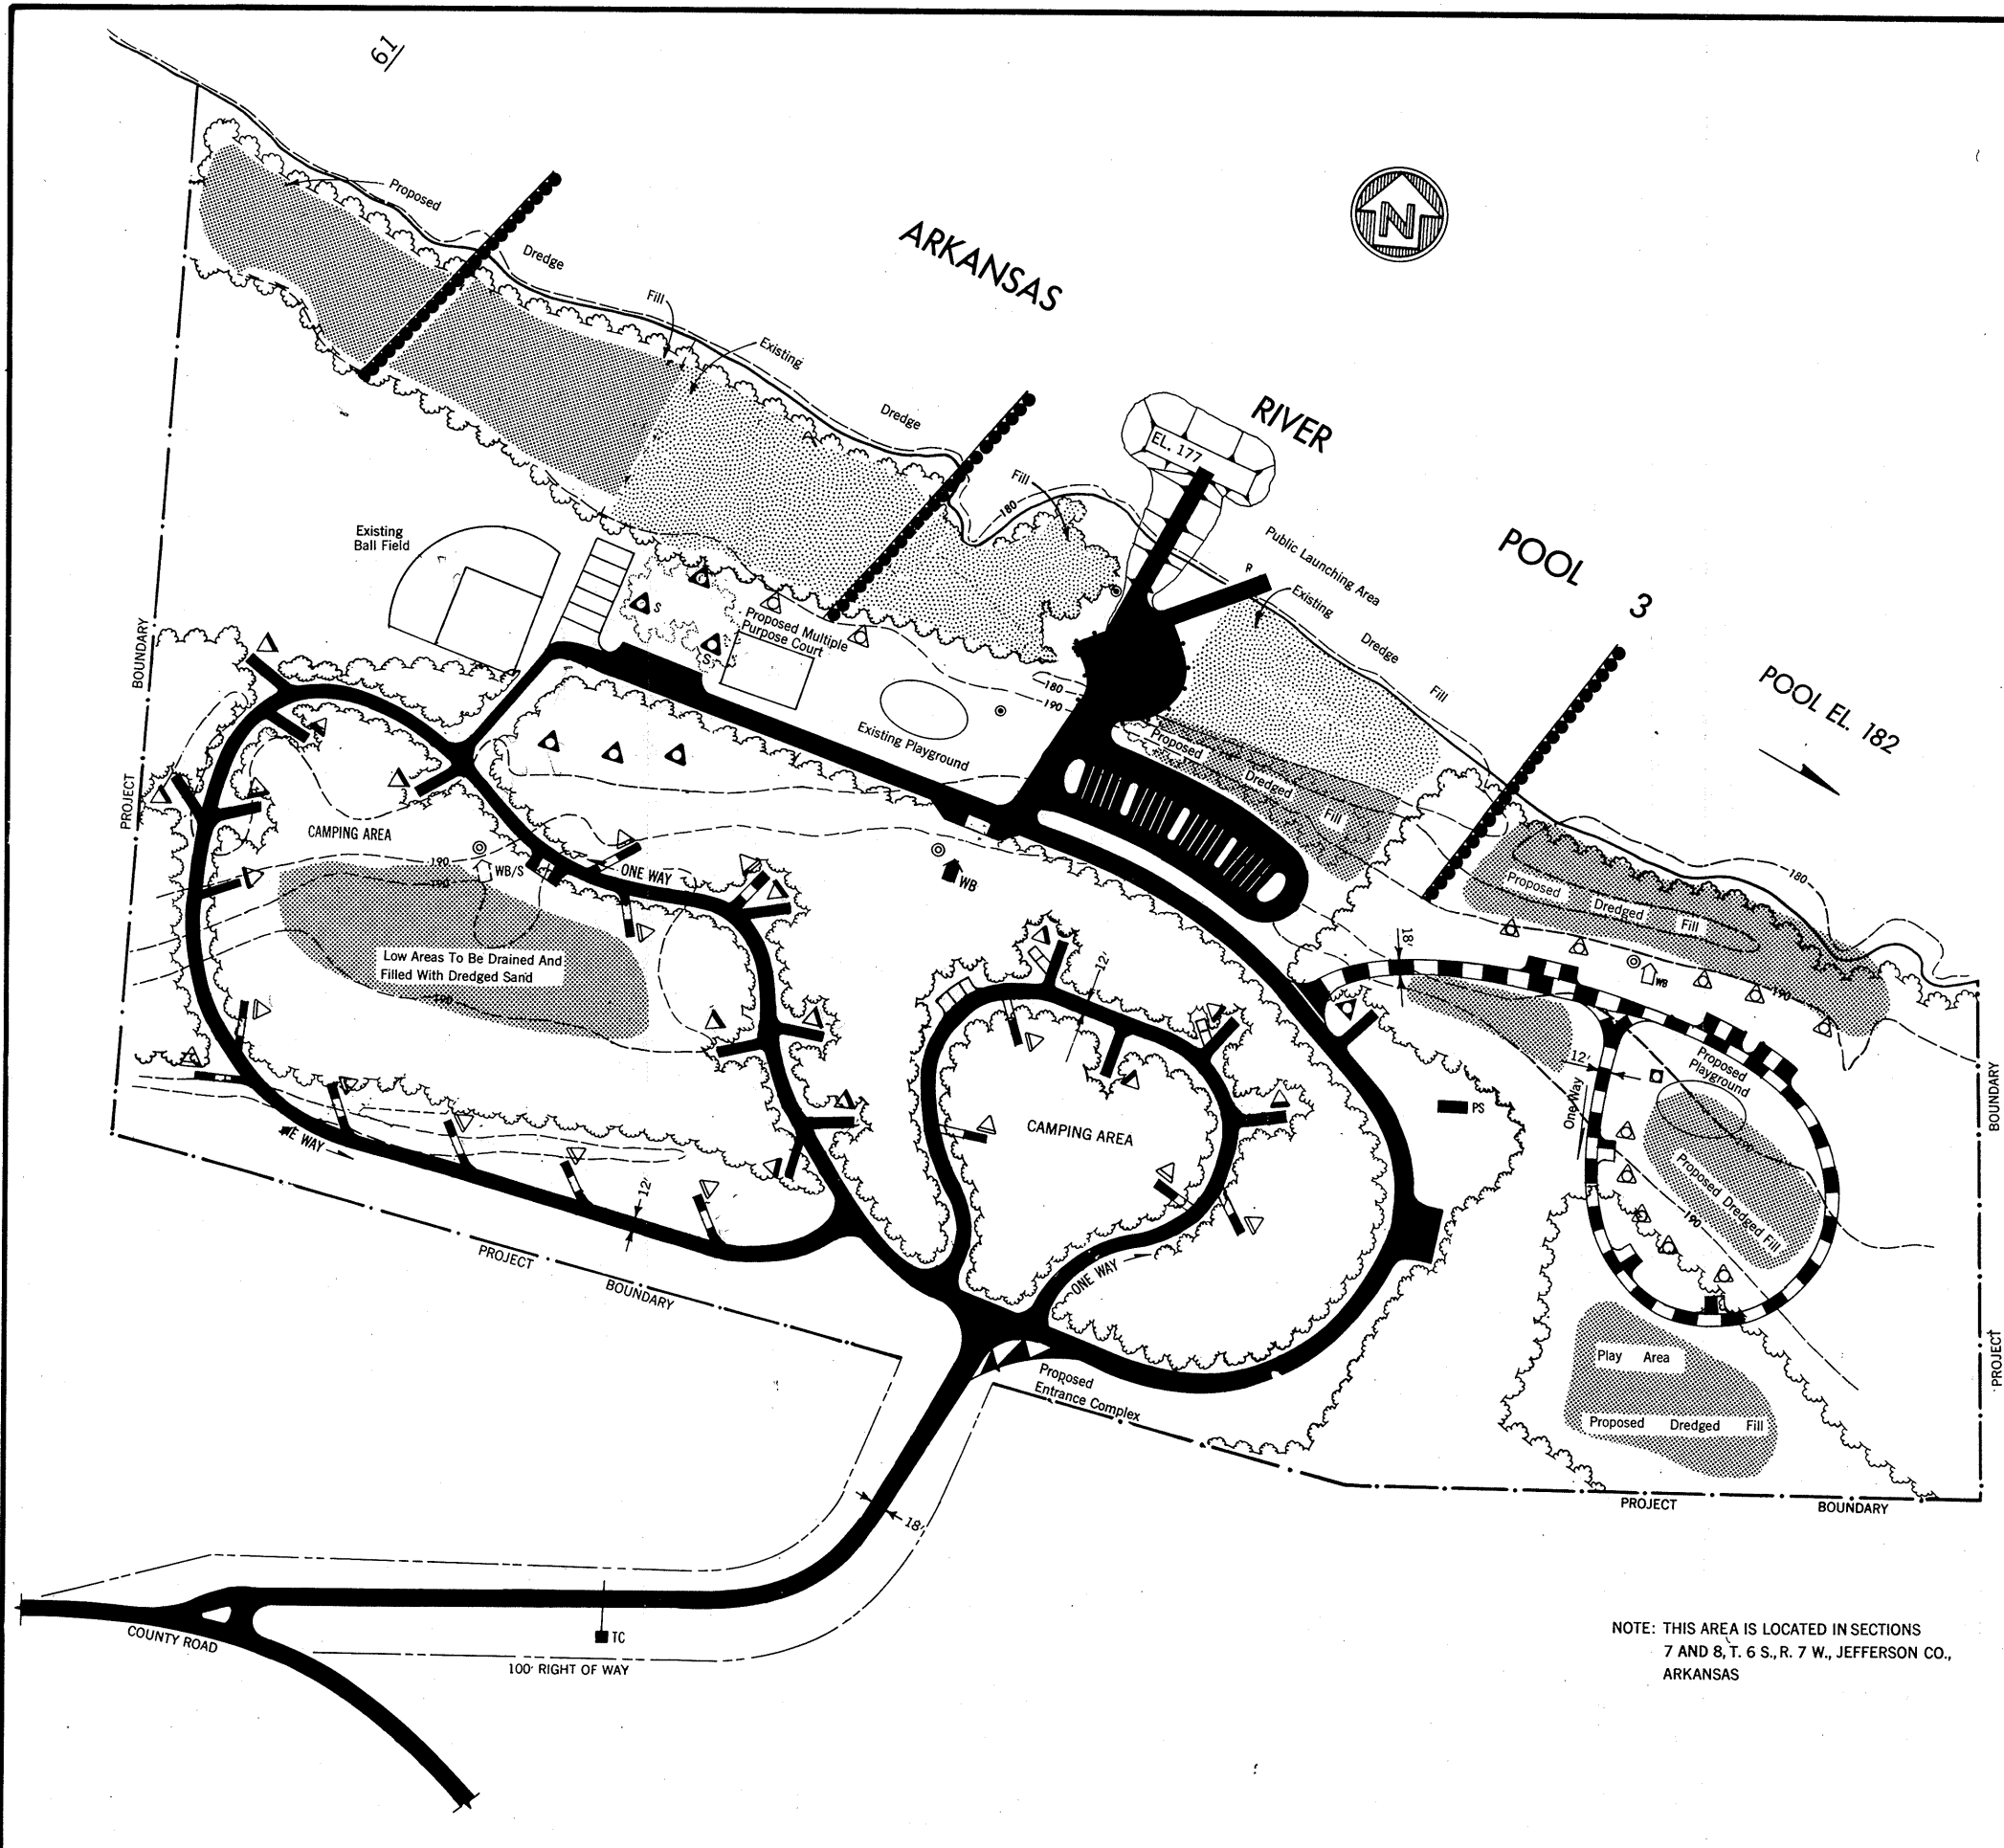 61
N
ARKANSAS
RIVER
POOL
3
POOL EL. 182
Proposed
Dredge
Fill
Existing
Dredge
Fill
180
EL. 177
Public Launching Area
R
Existing
Dredge
Fill
Existing
Ball Field
S
S
Proposed Multiple
Purpose Court
Existing Playground
180
190
Proposed
Dredged
Fill
PROJECT
BOUNDARY
CAMPING AREA
190
190
WB/S
ONE WAY
WB
Low Areas To Be Drained And
Filled With Dredged Sand
190
Proposed
Dredged
Fill
180
18'
WB
190
12'
12'
One Way
Proposed
Playground
PS
CAMPING AREA
Proposed Dredged Fill
190
ONE WAY
12'
ONE WAY
PROJECT
BOUNDARY
Proposed
Entrance Complex
Play Area
Proposed Dredged Fill
PROJECT
BOUNDARY
PROJECT
BOUNDARY
18'
TC
COUNTY ROAD
100' RIGHT OF WAY
NOTE: THIS AREA IS LOCATED IN SECTIONS
7 AND 8, T. 6 S., R. 7 W., JEFFERSON CO.,
ARKANSAS